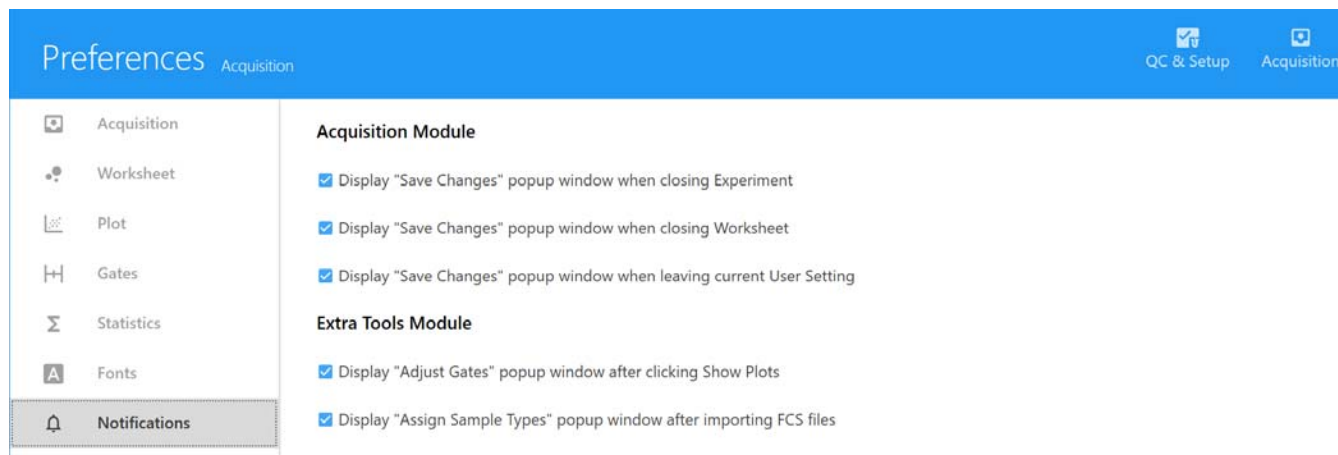 Preferences Acquisition
QC & Setup
Acquisition
Acquisition
Worksheet
Plot
Gates
Statistics
Fonts
Notifications
Acquisition Module
Display "Save Changes" popup window when closing Experiment
Display "Save Changes" popup window when closing Worksheet
Display "Save Changes" popup window when leaving current User Setting
Extra Tools Module
Display "Adjust Gates" popup window after clicking Show Plots
Display "Assign Sample Types" popup window after importing FCS files